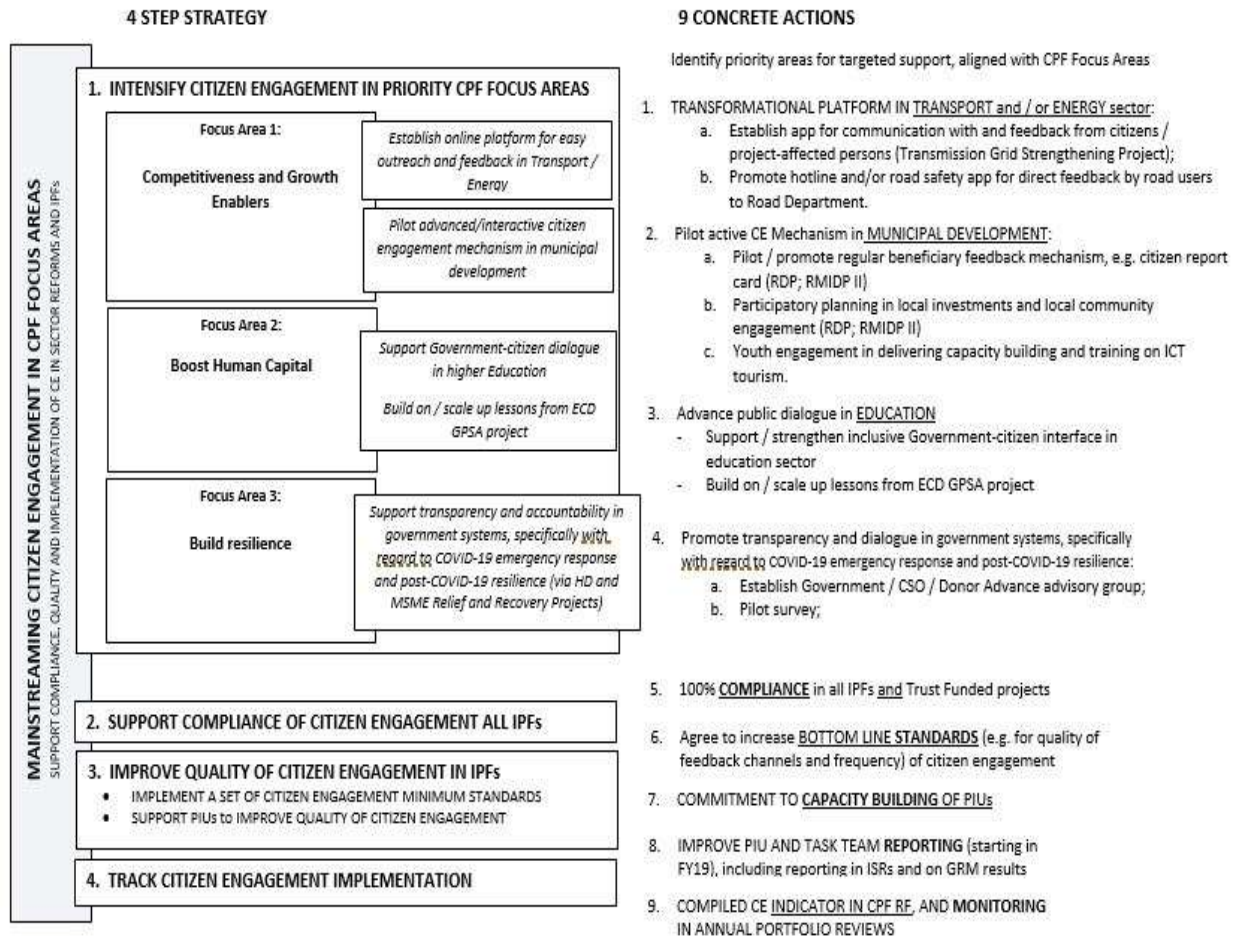 4 STEP STRATEGY
MAINSTREAMING CITIZEN ENGAGEMENT IN CPF FOCUS AREAS
SUPPORT COMPLIANCE, QUALITY AND IMPLEMENTATION OF CE IN SECTOR REFORMS AND IPFs
1. INTENSIFY CITIZEN ENGAGEMENT IN PRIORITY CPF FOCUS AREAS
Focus Area 1:
Competitiveness and Growth
Enablers
Establish online platform for easy
outreach and feedback in Transport /
Energy
Pilot advanced/interactive citizen
engagement mechanism in municipal
development
Focus Area 2:
Boost Human Capital
Support Government-citizen dialogue
in higher Education
Build on / scale up lessons from ECD
GPSA project
Focus Area 3:
Build resilience
Support transparency and accountability in
government systems, specifically with
regard to COVID-19 emergency response
and post-COVID-19 resilience (via HD and
MSME Relief and Recovery Projects)
2. SUPPORT COMPLIANCE OF CITIZEN ENGAGEMENT ALL IPFs
3. IMPROVE QUALITY OF CITIZEN ENGAGEMENT IN IPFs
• IMPLEMENT A SET OF CITIZEN ENGAGEMENT MINIMUM STANDARDS
• SUPPORT PIUs to IMPROVE QUALITY OF CITIZEN ENGAGEMENT
4. TRACK CITIZEN ENGAGEMENT IMPLEMENTATION
9 CONCRETE ACTIONS
Identify priority areas for targeted support, aligned with CPF Focus Areas
1. TRANSFORMATIONAL PLATFORM IN TRANSPORT and / or ENERGY sector:
a. Establish app for communication with and feedback from citizens /
project-affected persons (Transmission Grid Strengthening Project);
b. Promote hotline and/or road safety app for direct feedback by road users
to Road Department.
2. Pilot active CE Mechanism in MUNICIPAL DEVELOPMENT:
a. Pilot / promote regular beneficiary feedback mechanism, e.g. citizen report
card (RDP; RMIDP II)
b. Participatory planning in local investments and local community
engagement (RDP; RMIDP II)
c. Youth engagement in delivering capacity building and training on ICT
tourism.
3. Advance public dialogue in EDUCATION
- Support / strengthen inclusive Government-citizen interface in
education sector
- Build on / scale up lessons from ECD GPSA project
4. Promote transparency and dialogue in government systems, specifically
with regard to COVID-19 emergency response and post-COVID-19 resilience:
a. Establish Government / CSO / Donor Advance advisory group;
b. Pilot survey;
5. 100% COMPLIANCE in all IPFs and Trust Funded projects
6. Agree to increase BOTTOM LINE STANDARDS (e.g. for quality of
feedback channels and frequency) of citizen engagement
7. COMMITMENT TO CAPACITY BUILDING OF PIUs
8. IMPROVE PIU AND TASK TEAM REPORTING (starting in
FY19), including reporting in ISRs and on GRM results
9. COMPILED CE INDICATOR IN CPF RF, AND MONITORING
IN ANNUAL PORTFOLIO REVIEWS